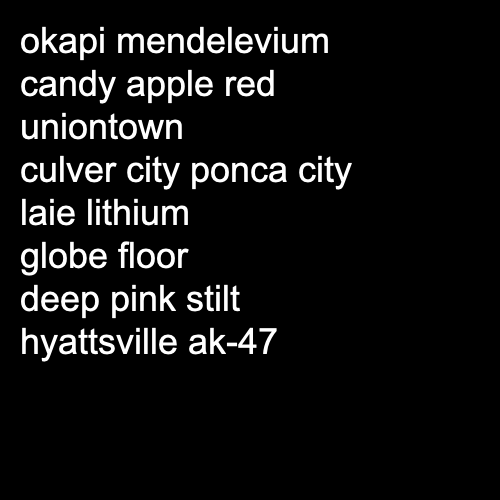 okapi mendelevium
candy apple red
uniontown
culver city ponca city
laie lithium
globe floor
deep pink stilt
hyattsville ak-47